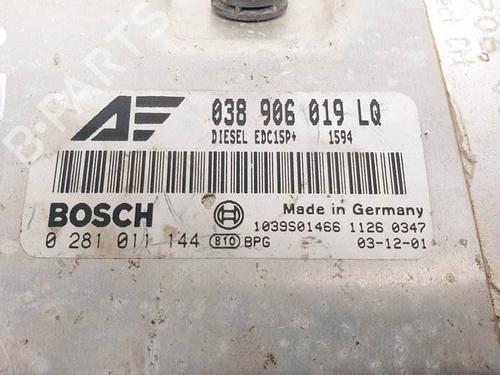 B-PARTS
AF
038 906 019 LQ
DIESEL EDC15P+ 1594
BOSCH
Made in Germany
1039S01466 1126 0347
0 281 011 144 810 BPG 03-12-01